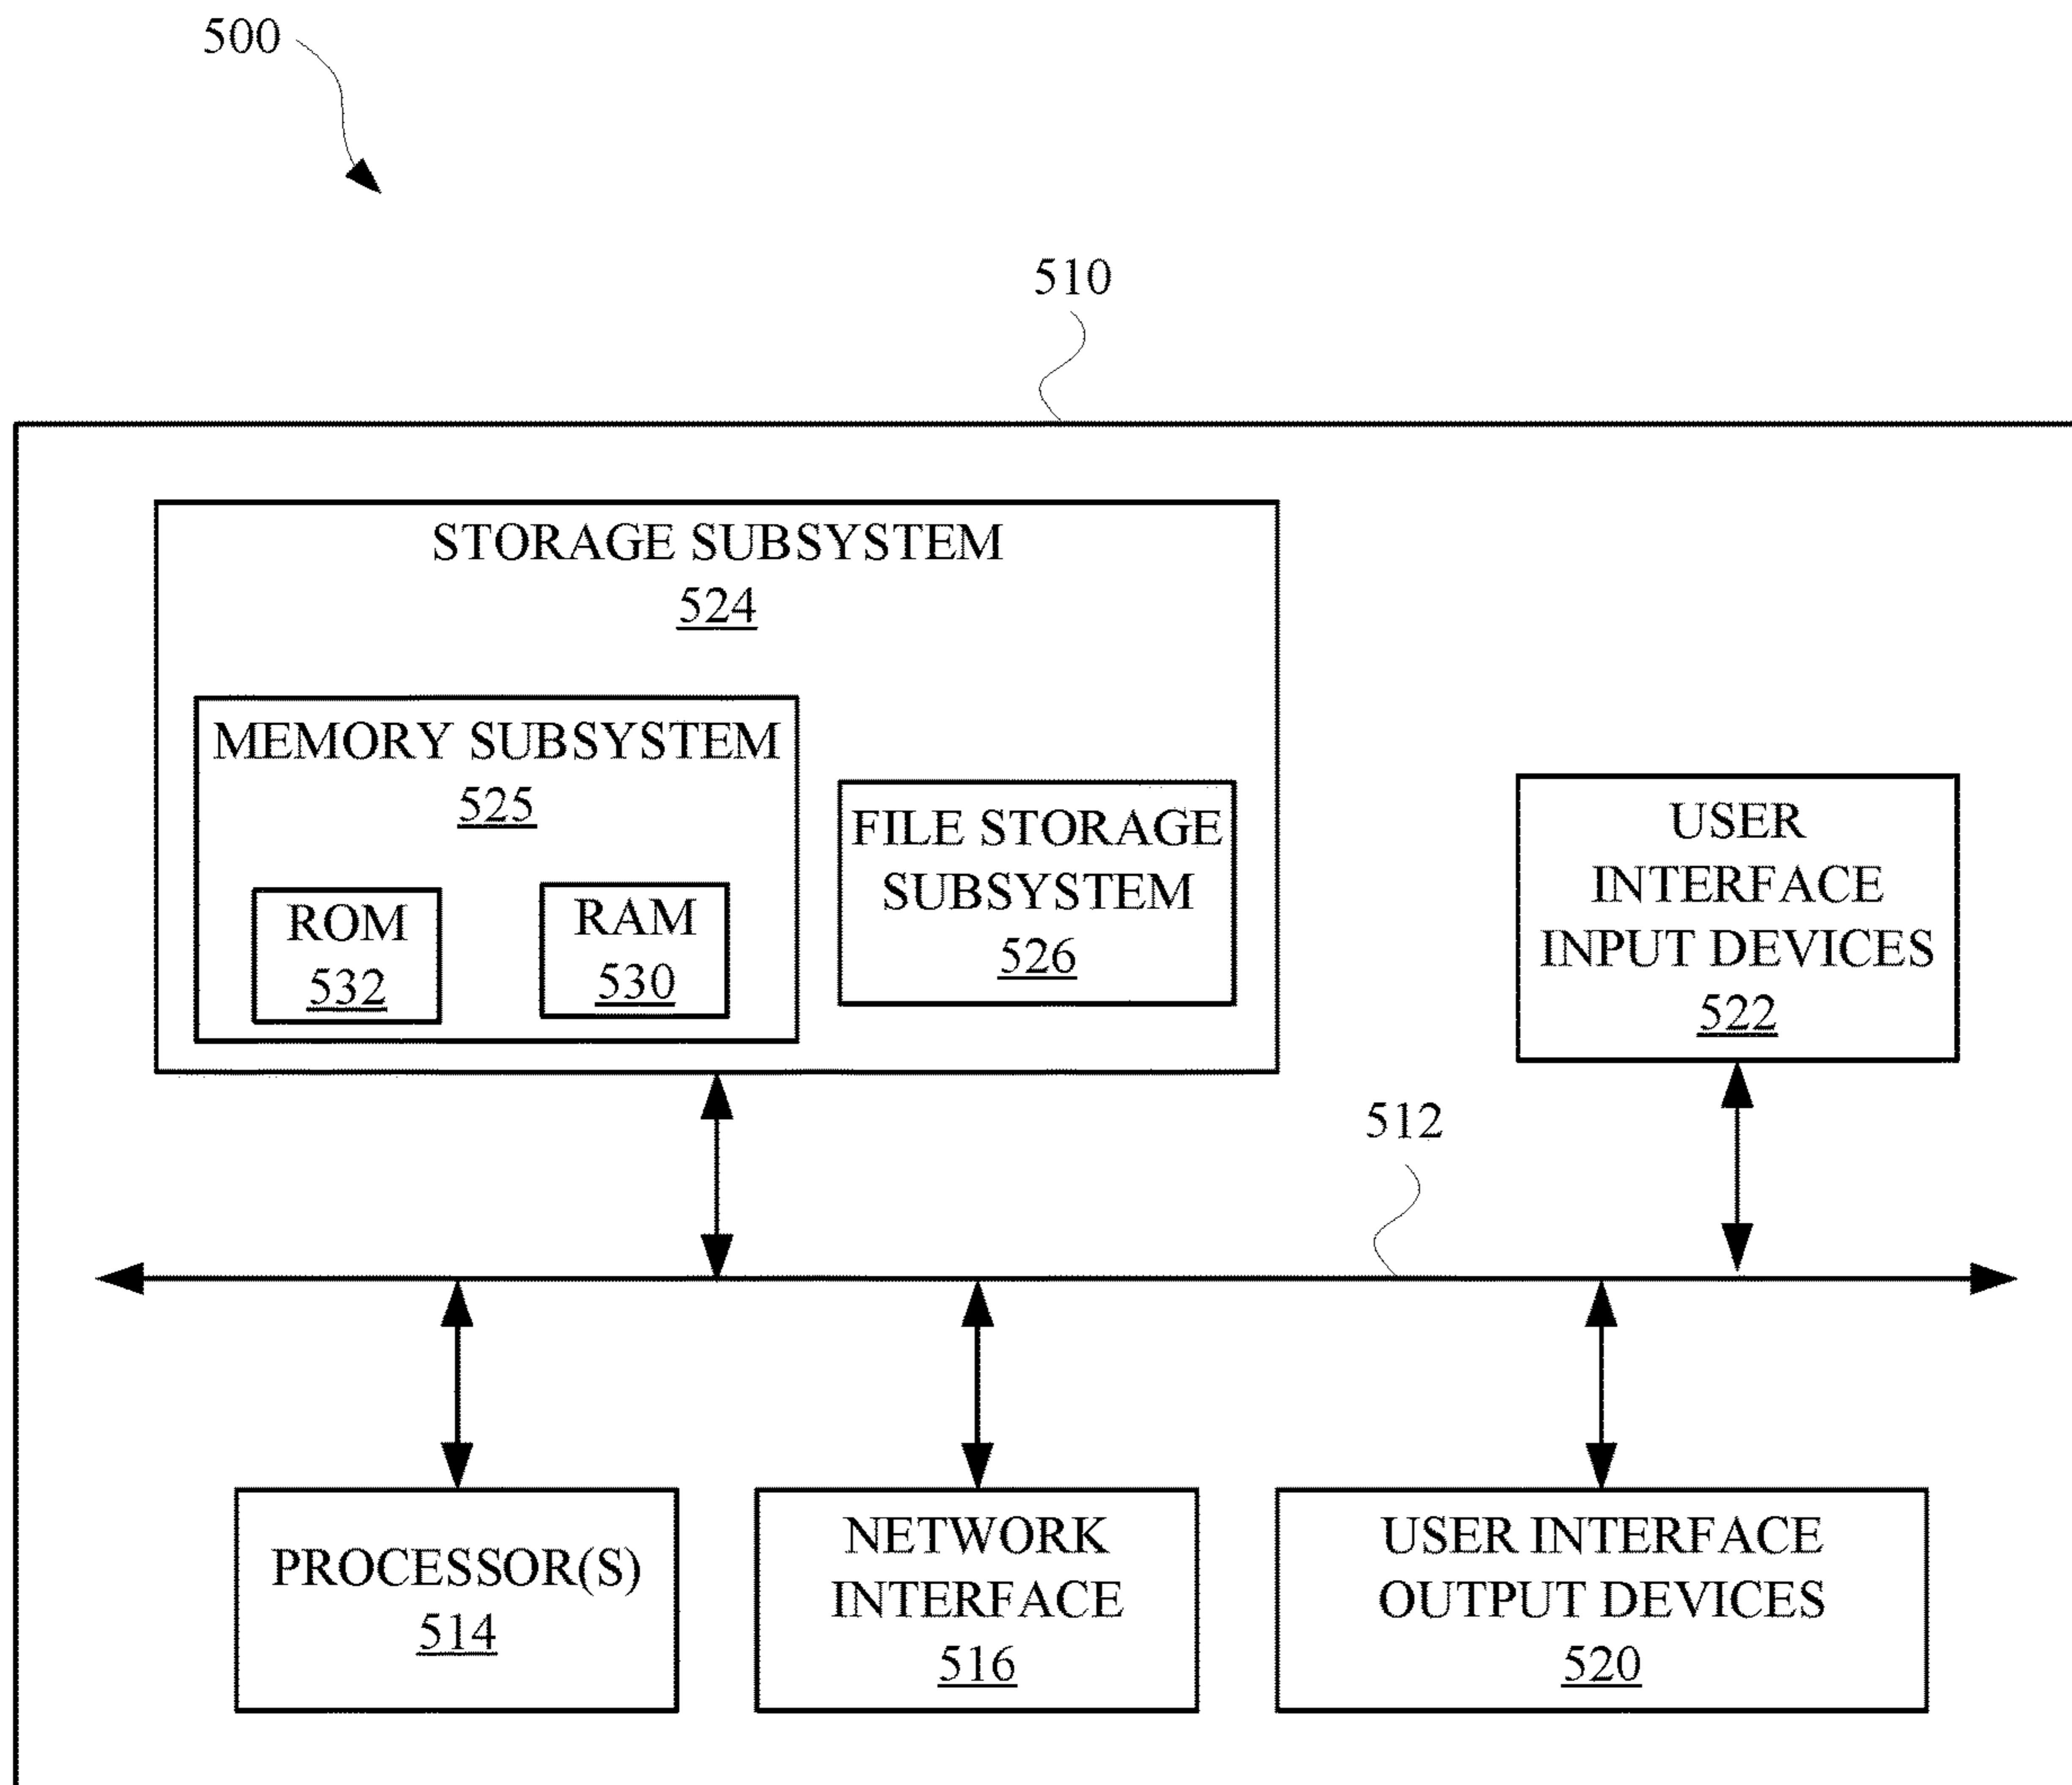 500
510
STORAGE SUBSYSTEM
524
MEMORY SUBSYSTEM
525
ROM
532
RAM
530
FILE STORAGE
SUBSYSTEM
526
USER
INTERFACE
INPUT DEVICES
522
512
PROCESSOR(S)
514
NETWORK
INTERFACE
516
USER INTERFACE
OUTPUT DEVICES
520